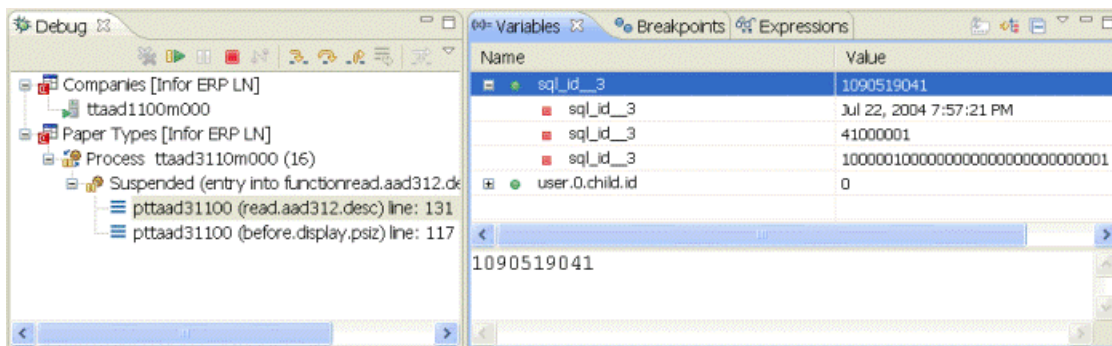 Debug
Companies [Infor ERP LN]
ttaad1100m000
Paper Types [Infor ERP LN]
Process ttaad3110m000 (16)
Suspended (entry into functionread.aad312.de
pttaad31100 (read.aad312.desc) line: 131
pttaad31100 (before.display.psiz) line: 117
(x)= Variables Breakpoints Expressions
Name Value
sql_id__3 1090519041
sql_id__3 Jul 22, 2004 7:57:21 PM
sql_id__3 41000001
sql_id__3 1000001000000000000000000000001
user.0.child.id 0
1090519041